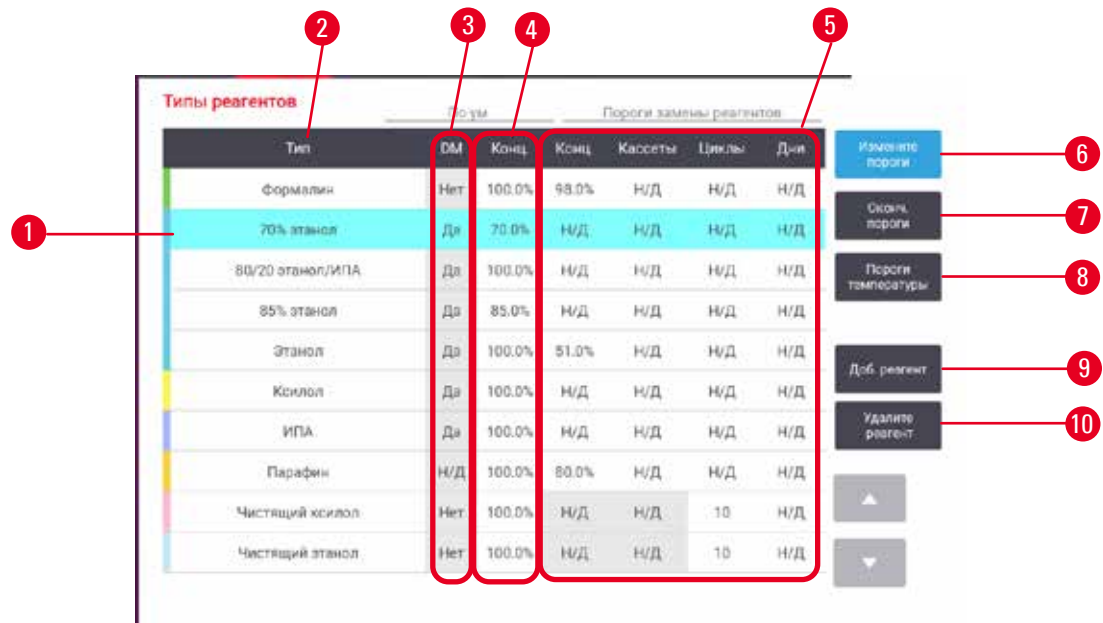 2 3 4 5
Типы реагентов
По ум Пороги замены реагентов
Тип DM Конц. Конц. Кассеты Циклы Дни
Измените пороги 6
Формалин Нет 100.0% 98.0% Н/Д Н/Д Н/Д
Сконч. пороги 7
1 70% этанол Да 70.0% Н/Д Н/Д Н/Д Н/Д
80/20 этанол/ИПА Да 100.0% Н/Д Н/Д Н/Д Н/Д
Пороги температуры 8
85% этанол Да 85.0% Н/Д Н/Д Н/Д Н/Д
Этанол Да 100.0% 51.0% Н/Д Н/Д Н/Д
Доб. реагент 9
Ксилол Да 100.0% Н/Д Н/Д Н/Д Н/Д
Удалите реагент 10
ИПА Да 100.0% Н/Д Н/Д Н/Д Н/Д
Парафин Н/Д 100.0% 80.0% Н/Д Н/Д Н/Д
Чистящий ксилол Нет 100.0% Н/Д Н/Д 10 Н/Д
Чистящий этанол Нет 100.0% Н/Д Н/Д 10 Н/Д